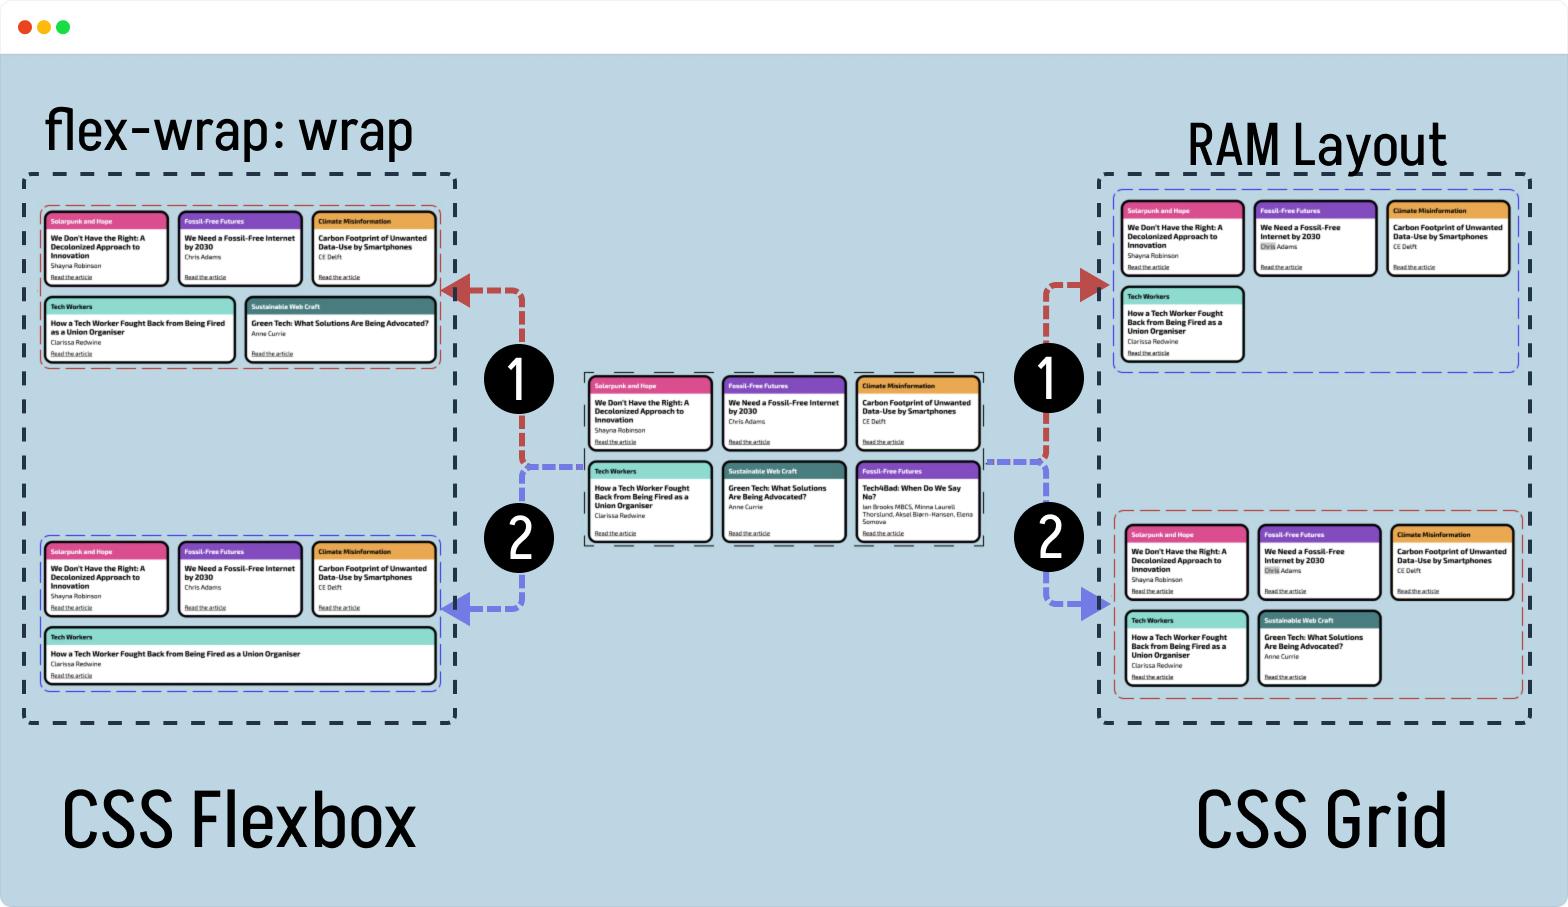 flex-wrap: wrap
Solarpunk and Hope
We Don't Have the Right: A
Decolonized Approach to
Innovation
Shayna Robinson
Read the article
Fossil-Free Futures
We Need a Fossil-Free Internet
by 2030
Chris Adams
Read the article
Climate Misinformation
Carbon Footprint of Unwanted
Data-Use by Smartphones
CE Delft
Read the article
Tech Workers
How a Tech Worker Fought Back from Being Fired
as a Union Organiser
Clarissa Redwine
Read the article
Sustainable Web Craft
Green Tech: What Solutions Are Being Advocated?
Anne Currie
Read the article
Solarpunk and Hope
We Don't Have the Right: A
Decolonized Approach to
Innovation
Shayna Robinson
Read the article
Fossil-Free Futures
We Need a Fossil-Free Internet
by 2030
Chris Adams
Read the article
Climate Misinformation
Carbon Footprint of Unwanted
Data-Use by Smartphones
CE Delft
Read the article
Tech Workers
How a Tech Worker Fought Back from Being Fired as a Union Organiser
Clarissa Redwine
Read the article
CSS Flexbox
1
2
Solarpunk and Hope
We Don't Have the Right: A
Decolonized Approach to
Innovation
Shayna Robinson
Read the article
Fossil-Free Futures
We Need a Fossil-Free Internet
by 2030
Chris Adams
Read the article
Climate Misinformation
Carbon Footprint of Unwanted
Data-Use by Smartphones
CE Delft
Read the article
Tech Workers
How a Tech Worker Fought
Back from Being Fired as a
Union Organiser
Clarissa Redwine
Read the article
Sustainable Web Craft
Green Tech: What Solutions
Are Being Advocated?
Anne Currie
Read the article
Fossil-Free Futures
Tech4Bad: When Do We Say
No?
Ian Brooks MBCS, Minna Laurell
Thorslund, Aksel Biørn-Hansen, Elena
Somova
Read the article
1
2
RAM Layout
Solarpunk and Hope
We Don't Have the Right: A
Decolonized Approach to
Innovation
Shayna Robinson
Read the article
Fossil-Free Futures
We Need a Fossil-Free
Internet by 2030
Chris Adams
Read the article
Climate Misinformation
Carbon Footprint of Unwanted
Data-Use by Smartphones
CE Delft
Read the article
Tech Workers
How a Tech Worker Fought
Back from Being Fired as a
Union Organiser
Clarissa Redwine
Read the article
Solarpunk and Hope
We Don't Have the Right: A
Decolonized Approach to
Innovation
Shayna Robinson
Read the article
Fossil-Free Futures
We Need a Fossil-Free
Internet by 2030
Chris Adams
Read the article
Climate Misinformation
Carbon Footprint of Unwanted
Data-Use by Smartphones
CE Delft
Read the article
Tech Workers
How a Tech Worker Fought
Back from Being Fired as a
Union Organiser
Clarissa Redwine
Read the article
Sustainable Web Craft
Green Tech: What Solutions
Are Being Advocated?
Anne Currie
Read the article
CSS Grid